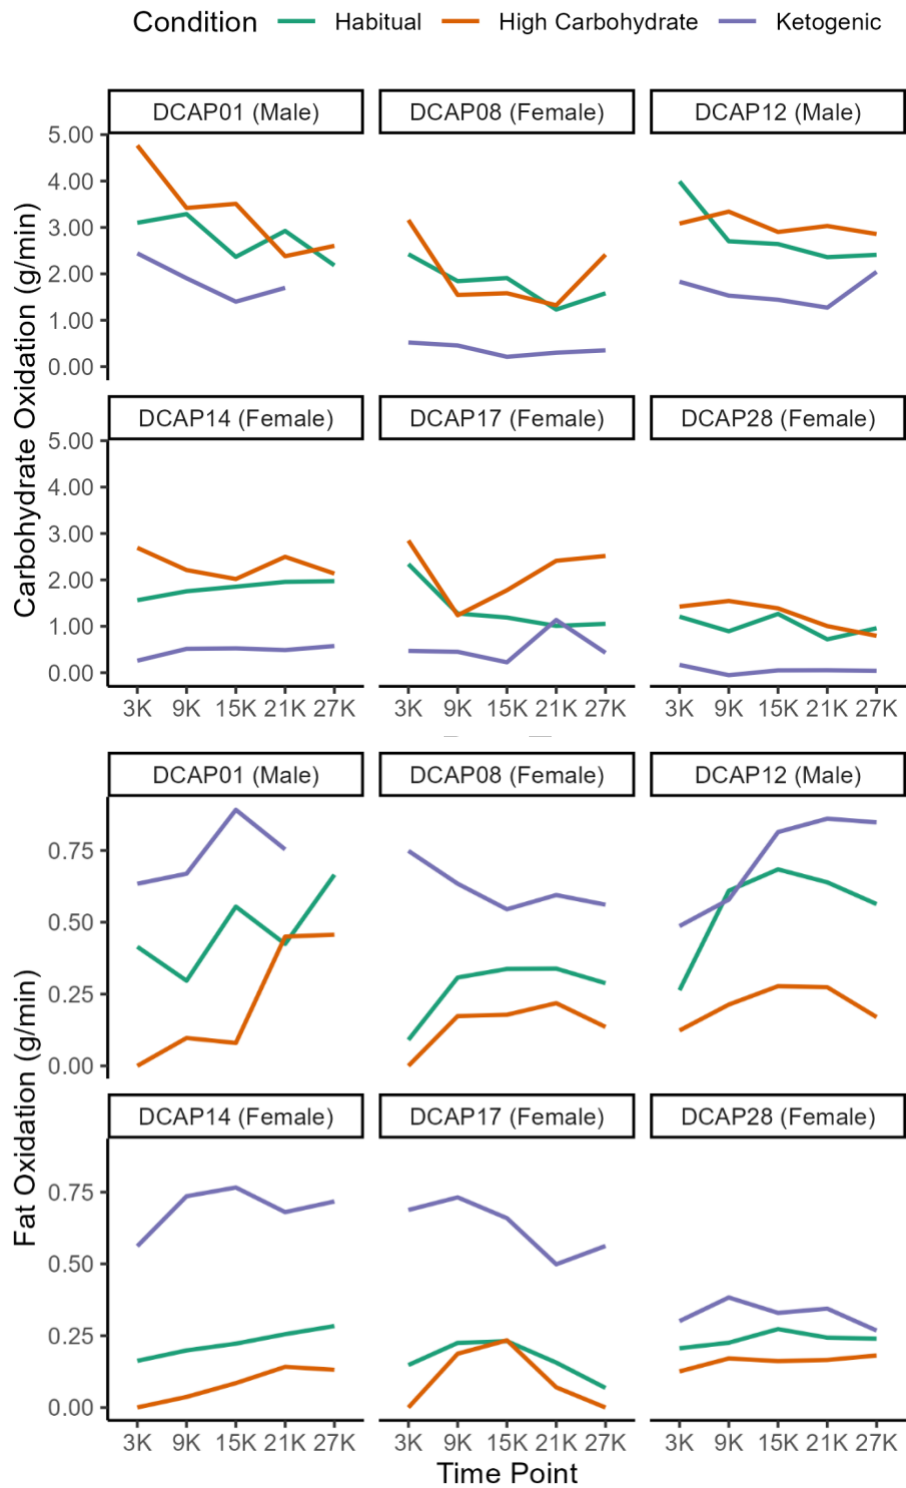 Condition Habitual High Carbohydrate Ketogenic
DCAP01 (Male) DCAP08 (Female) DCAP12 (Male)
5.00
4.00
3.00
2.00
1.00
0.00
Carbohydrate Oxidation (g/min)
DCAP14 (Female) DCAP17 (Female) DCAP28 (Female)
5.00
4.00
3.00
2.00
1.00
0.00
3K 9K 15K 21K 27K 3K 9K 15K 21K 27K 3K 9K 15K 21K 27K
DCAP01 (Male) DCAP08 (Female) DCAP12 (Male)
0.75
0.50
0.25
0.00
Fat Oxidation (g/min)
DCAP14 (Female) DCAP17 (Female) DCAP28 (Female)
0.75
0.50
0.25
0.00
3K 9K 15K 21K 27K 3K 9K 15K 21K 27K 3K 9K 15K 21K 27K
Time Point